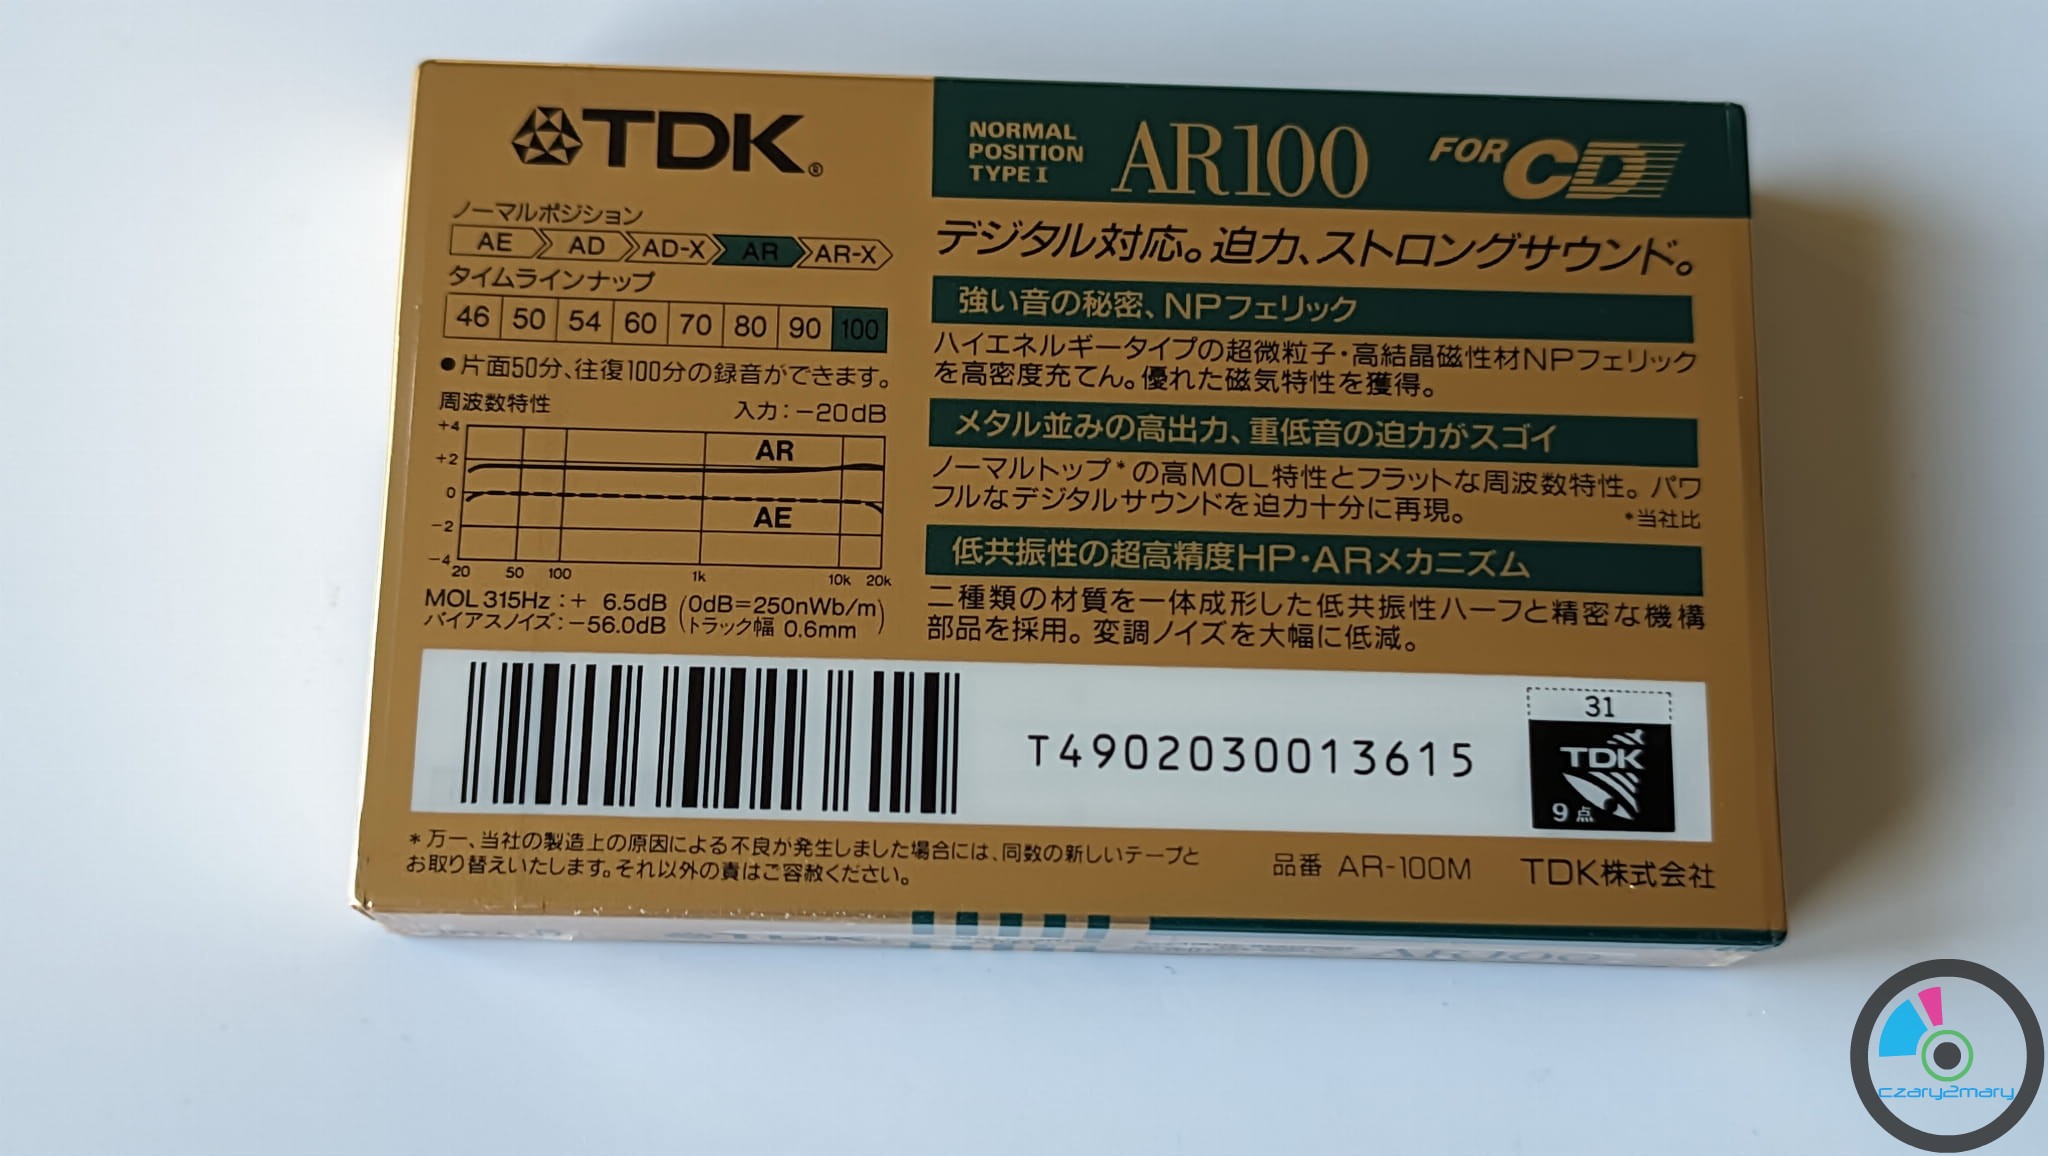 TDK®
NORMAL
POSITION
TYPE I
AR100
FOR CD
ノーマルポジション
AE AD AD-X AR AR-X
タイムラインナップ
46 50 54 60 70 80 90 100
●片面50分、往復100分の録音ができます。
周波数特性 入力:−20dB
+4
+2
0
−2
−4
AR
AE
20 50 100 1k 10k 20k
MOL 315Hz:+ 6.5dB (0dB=250nWb/m
バイアスノイズ:−56.0dB トラック幅 0.6mm)
デジタル対応。迫力、ストロングサウンド。
強い音の秘密、NPフェリック
ハイエネルギータイプの超微粒子・高結晶磁性材NPフェリック
を高密度充てん。優れた磁気特性を獲得。
メタル並みの高出力、重低音の迫力がスゴイ
ノーマルトップ*の高MOL特性とフラットな周波数特性。パワ
フルなデジタルサウンドを迫力十分に再現。 *当社比
低共振性の超高精度HP・ARメカニズム
二種類の材質を一体成形した低共振性ハーフと精密な機構
部品を採用。変調ノイズを大幅に低減。
T4902030013615
31
TDK
9点
*万一、当社の製造上の原因による不良が発生しました場合には、同数の新しいテープと
お取り替えいたします。それ以外の責はご容赦ください。
品番 AR-100M TDK株式会社
TDK
AR100
czary2mary